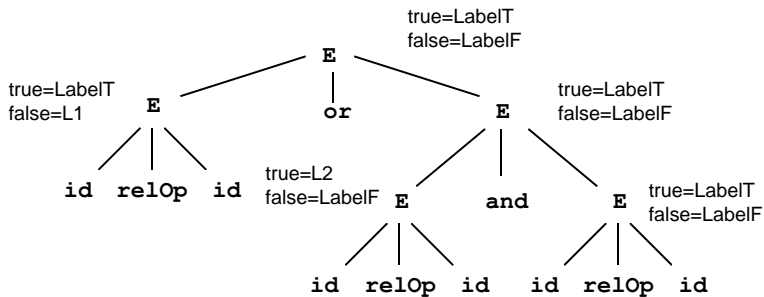 true=LabelT
false=LabelF
E
true=LabelT
false=L1
E
or
E
true=LabelT
false=LabelF
id relOp id
true=L2
false=LabelF
E
and
E
true=LabelT
false=LabelF
id relOp id
id relOp id